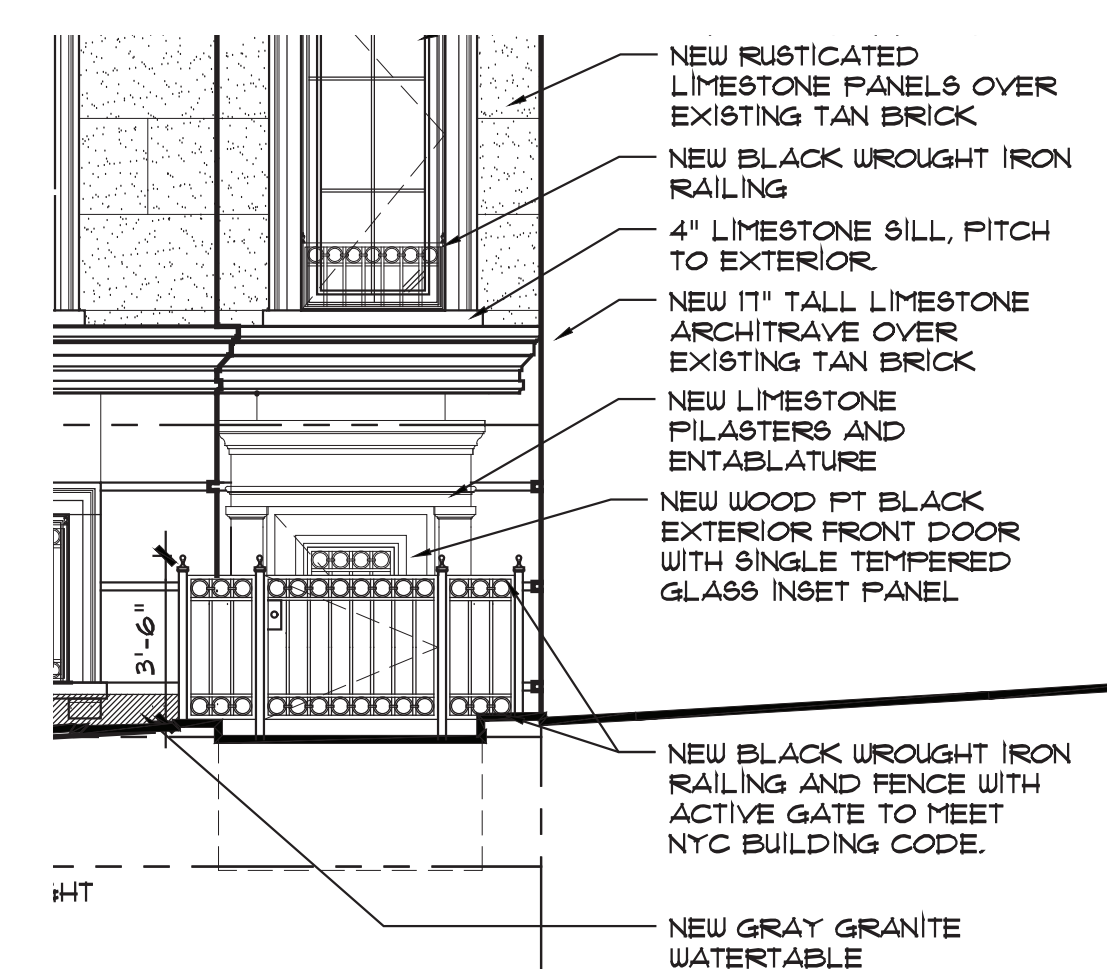 NEW RUSTICATED
LIMESTONE PANELS OVER
EXISTING TAN BRICK
NEW BLACK WROUGHT IRON
RAILING
4" LIMESTONE SILL, PITCH
TO EXTERIOR
NEW 17" TALL LIMESTONE
ARCHITRAVE OVER
EXISTING TAN BRICK
NEW LIMESTONE
PILASTERS AND
ENTABLATURE
NEW WOOD PT BLACK
EXTERIOR FRONT DOOR
WITH SINGLE TEMPERED
GLASS INSET PANEL
3'-6"
NEW BLACK WROUGHT IRON
RAILING AND FENCE WITH
ACTIVE GATE TO MEET
NYC BUILDING CODE.
HT
NEW GRAY GRANITE
WATERTABLE